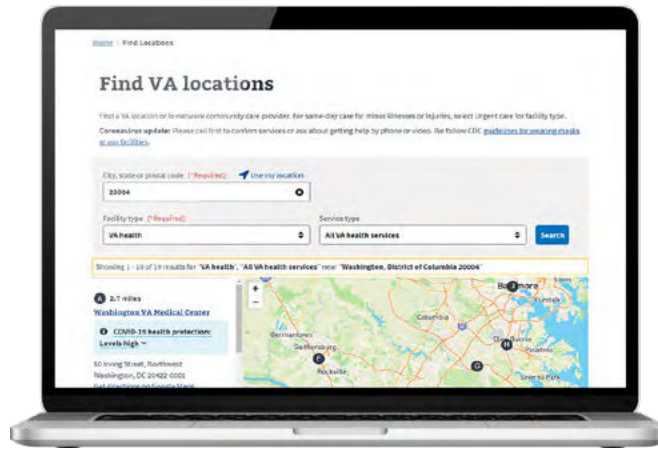 Home › Find Locations
Find VA locations
Find a VA location or in-network community care provider. For same-day care for minor illnesses or injuries, select Urgent care for facility type.
Coronavirus update: Please call first to confirm services or ask about getting help by phone or video. We follow CDC guidelines for wearing masks
at our facilities.
City, state or postal code (*Required) Use my location
20004
Facility type (*Required) Service type
VA health All VA health services Search
Showing 1 - 10 of 19 results for "VA health", "All VA health services" near "Washington, District of Columbia 20004"
A 2.7 miles
Washington VA Medical Center
COVID-19 health protection:
Levels high
50 Irving Street, Northwest
Washington, DC 20422-0001
Get directions on Google Maps
+
−
Baltimore
Dundalk
Columbia
Germantown
Glen Burnie
Gaithersburg
H
Pasadena
E
G
Rockville
Severna Park